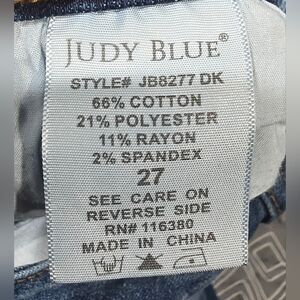 JUDY BLUE®
STYLE# JB8277 DK
66% COTTON
21% POLYESTER
11% RAYON
2% SPANDEX
27
SEE CARE ON
REVERSE SIDE
RN# 116380
MADE IN CHINA